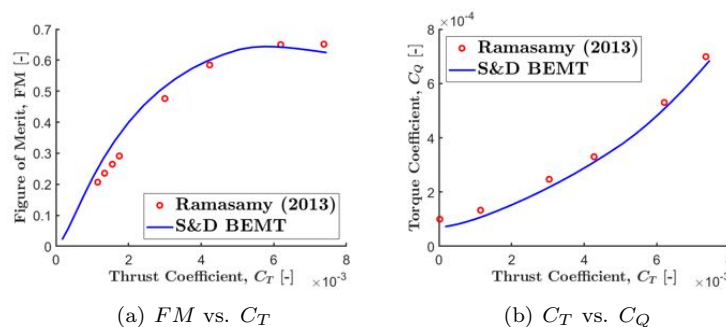 Figure of Merit, FM [-]
0.7
0.6
0.5
0.4
0.3
0.2
0.1
0
Ramasamy (2013)
S&D BEMT
0 2 4 6 8
×10⁻³
Thrust Coefficient, C_T [-]
(a) FM vs. C_T
×10⁻⁴
Torque Coefficient, C_Q [-]
8
6
4
2
0
Ramasamy (2013)
S&D BEMT
0 2 4 6
×10⁻³
Thrust Coefficient, C_T [-]
(b) C_T vs. C_Q